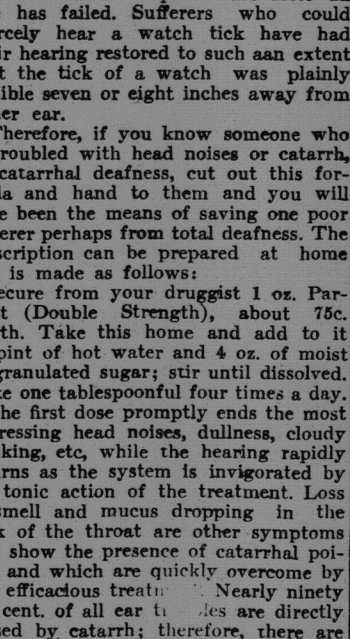 has failed. Sufferers who could
rcely hear a watch tick have had
ir hearing restored to such aan extent
t the tick of a watch was plainly
ible seven or eight inches away from
er ear.
herefore, if you know someone who
roubled with head noises or catarrh,
catarrhal deafness, cut out this for-
la and hand to them and you will
e been the means of saving one poor
erer perhaps from total deafness. The
scription can be prepared at home
is made as follows:
ecure from your druggist 1 oz. Par-
t (Double Strength), about 75c.
th. Take this home and add to it
pint of hot water and 4 oz. of moist
granulated sugar; stir until dissolved.
e one tablespoonful four times a day.
he first dose promptly ends the most
ressing head noises, dullness, cloudy
king, etc, while the hearing rapidly
rns as the system is invigorated by
tonic action of the treatment. Loss
smell and mucus dropping in the
k of the throat are other symptoms
show the presence of catarrhal poi-
and which are quickly overcome by
efficacious Nearly ninety
cent. of all ear les are directly
sed by catarrh; therefore, there are